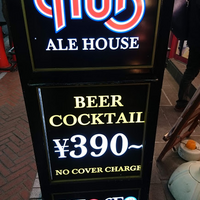 ALE HOUSE
BEER
COCKTAIL
¥390~
NO COVER CHARGE